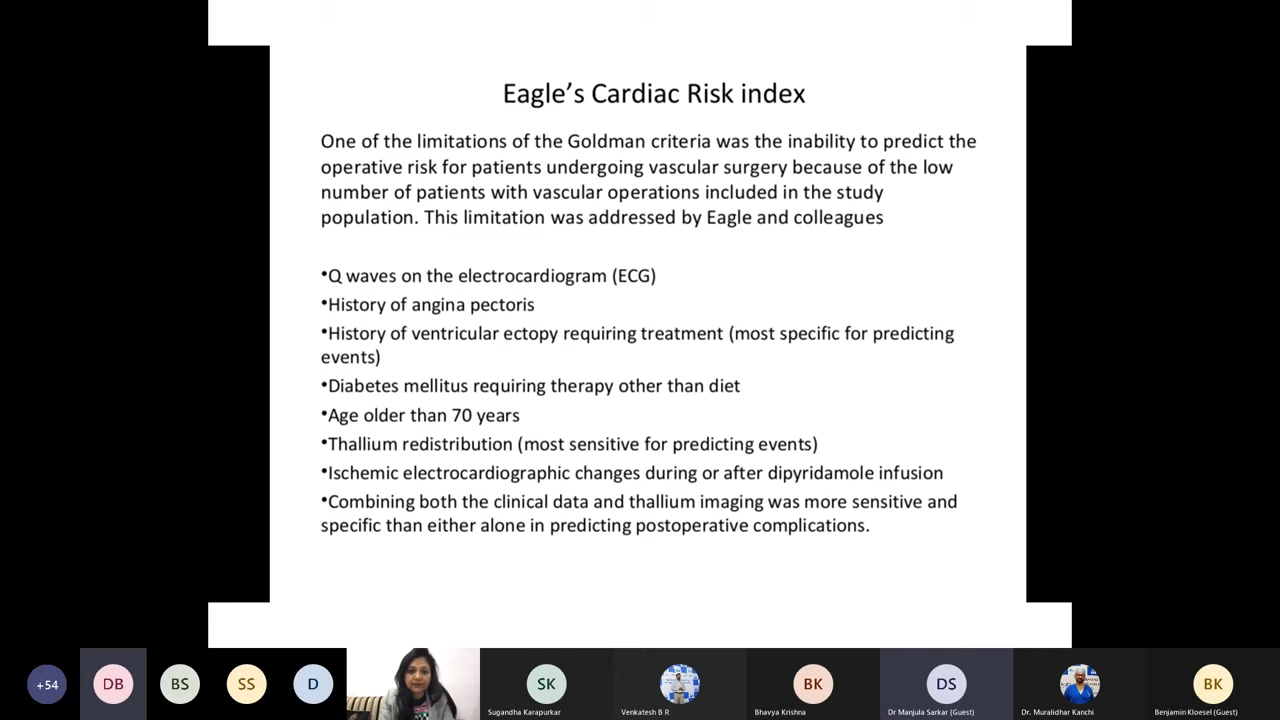 Eagle’s Cardiac Risk index
One of the limitations of the Goldman criteria was the inability to predict the
operative risk for patients undergoing vascular surgery because of the low
number of patients with vascular operations included in the study
population. This limitation was addressed by Eagle and colleagues
•Q waves on the electrocardiogram (ECG)
•History of angina pectoris
•History of ventricular ectopy requiring treatment (most specific for predicting
events)
•Diabetes mellitus requiring therapy other than diet
•Age older than 70 years
•Thallium redistribution (most sensitive for predicting events)
•Ischemic electrocardiographic changes during or after dipyridamole infusion
•Combining both the clinical data and thallium imaging was more sensitive and
specific than either alone in predicting postoperative complications.
+54
DB
BS
SS
D
SK
BK
DS
BK
Sugandha Karapurkar
Venkatesh B R
Bhavya Krishna
Dr Manjula Sarkar (Guest)
Dr. Muralidhar Kanchi
Benjamin Kloesel (Guest)